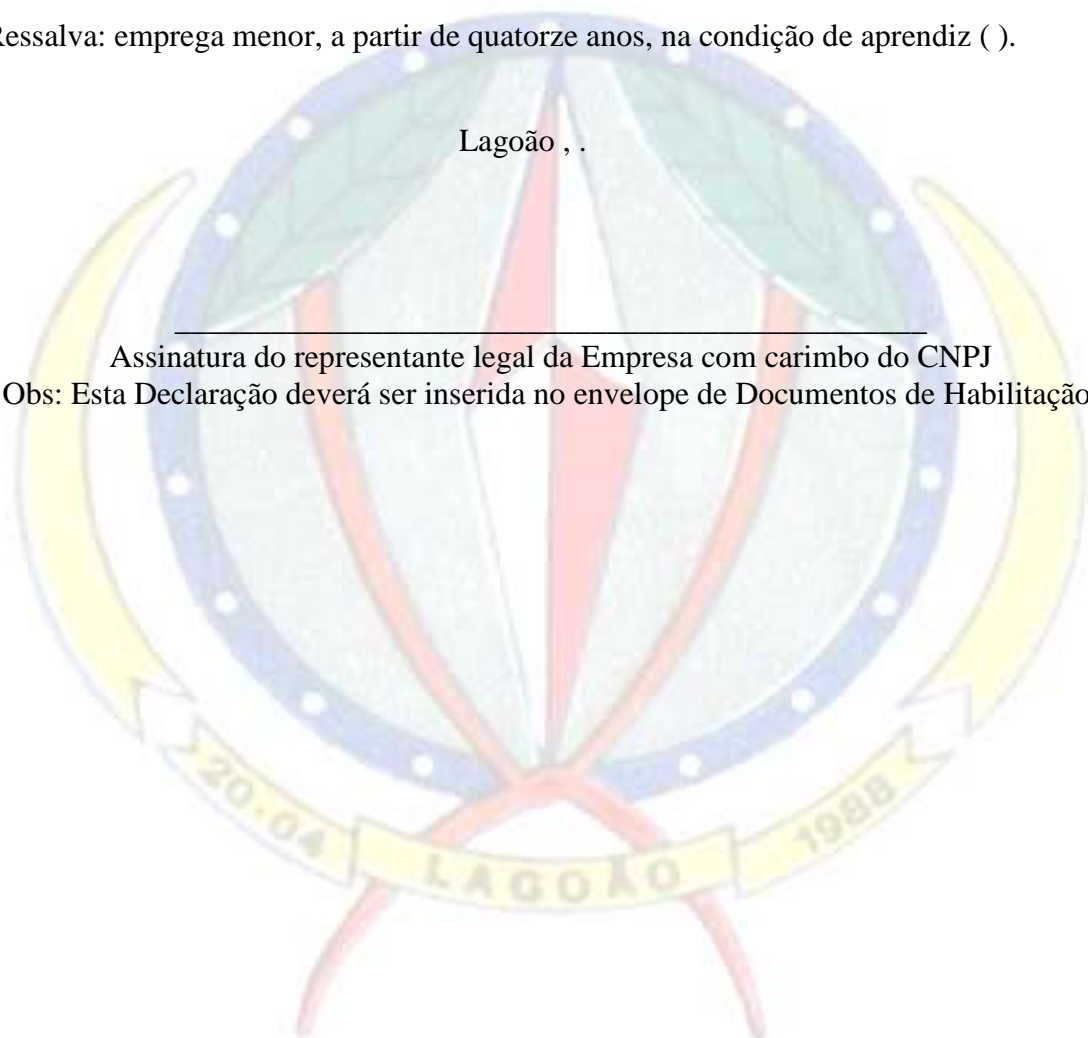 Ressalva: emprega menor, a partir de quatorze anos, na condição de aprendiz ( ).
Lagoão , .
Assinatura do representante legal da Empresa com carimbo do CNPJ
Obs: Esta Declaração deverá ser inserida no envelope de Documentos de Habilitação
20.04 LAGOÃO 1988